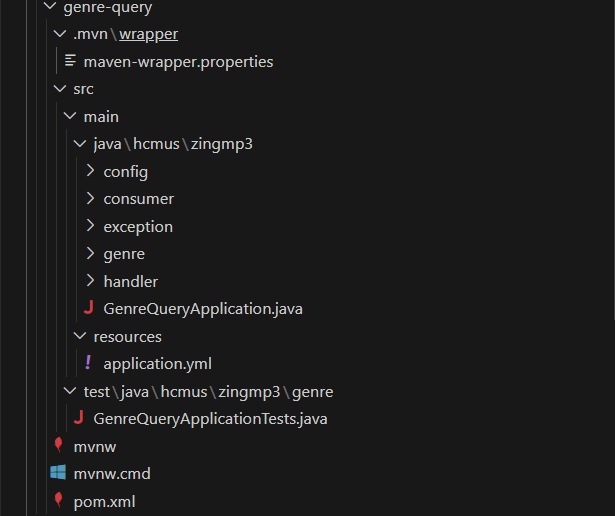 genre-query
.mvn\wrapper
maven-wrapper.properties
src
main
java\hcmus\zingmp3
config
consumer
exception
genre
handler
GenreQueryApplication.java
resources
application.yml
test\java\hcmus\zingmp3\genre
GenreQueryApplicationTests.java
mvnw
mvnw.cmd
pom.xml